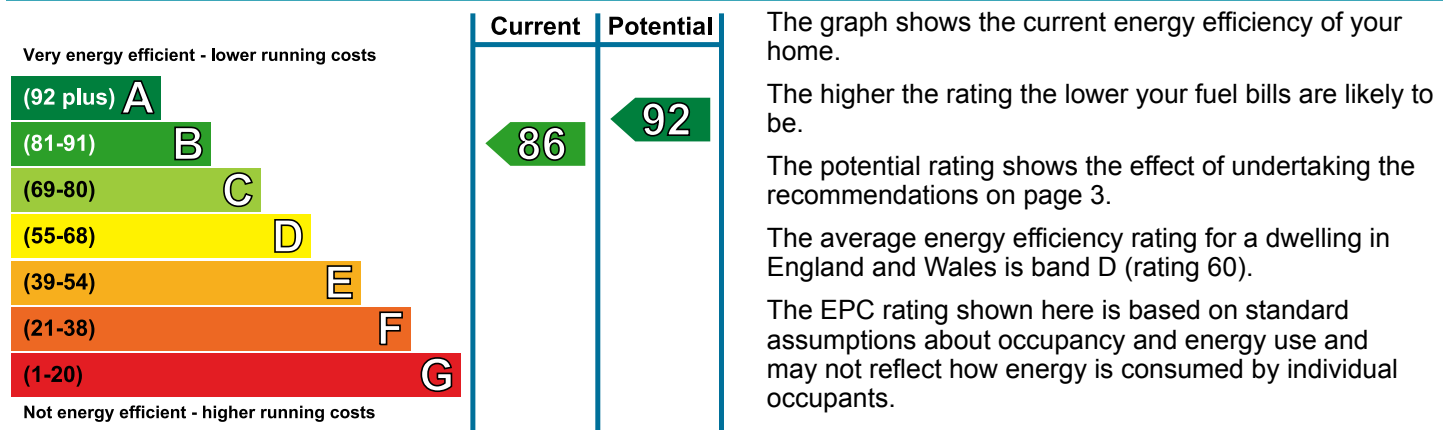 Current Potential
Very energy efficient - lower running costs
(92 plus) A
(81-91) B
(69-80) C
(55-68) D
(39-54) E
(21-38) F
(1-20) G
Not energy efficient - higher running costs
86
92
The graph shows the current energy efficiency of your
home.
The higher the rating the lower your fuel bills are likely to
be.
The potential rating shows the effect of undertaking the
recommendations on page 3.
The average energy efficiency rating for a dwelling in
England and Wales is band D (rating 60).
The EPC rating shown here is based on standard
assumptions about occupancy and energy use and
may not reflect how energy is consumed by individual
occupants.